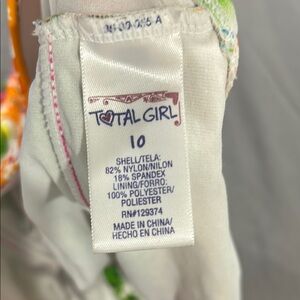 TOTAL GIRL
10
SHELL/TELA:
82% NYLON/NILON
18% SPANDEX
LINING/FORRO:
100% POLYESTER/
POLIESTER
RN#129374
MADE IN CHINA/
HECHO EN CHINA